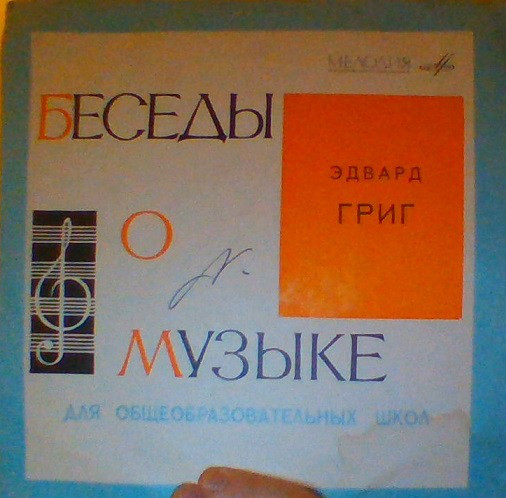 МЕЛОДИЯ
БЕСЕДЫ
ЭДВАРД
ГРИГ
О
МУЗЫКЕ
ДЛЯ ОБЩЕОБРАЗОВАТЕЛЬНЫХ ШКОЛ